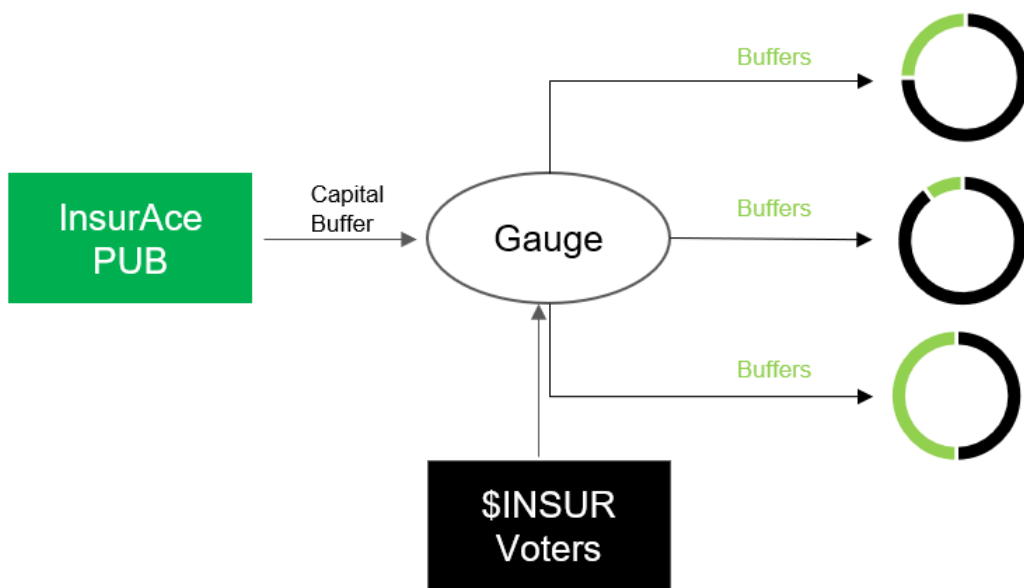 Buffers
InsurAce
PUB
Capital
Buffer
Gauge
Buffers
Buffers
$INSUR
Voters